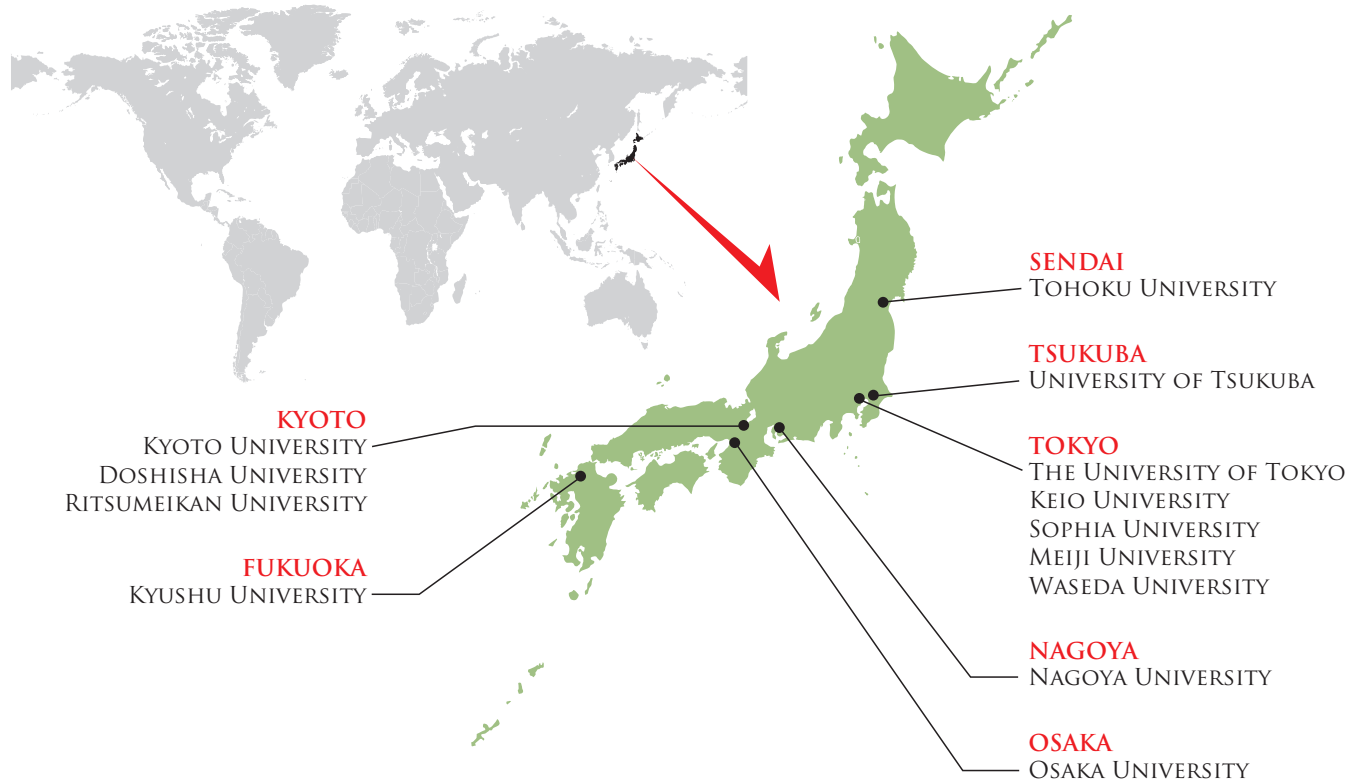 SENDAI
TOHOKU UNIVERSITY
TSUKUBA
UNIVERSITY OF TSUKUBA
KYOTO
KYOTO UNIVERSITY
DOSHISHA UNIVERSITY
RITSUMEIKAN UNIVERSITY
TOKYO
THE UNIVERSITY OF TOKYO
KEIO UNIVERSITY
SOPHIA UNIVERSITY
MEIJI UNIVERSITY
WASEDA UNIVERSITY
FUKUOKA
KYUSHU UNIVERSITY
NAGOYA
NAGOYA UNIVERSITY
OSAKA
OSAKA UNIVERSITY